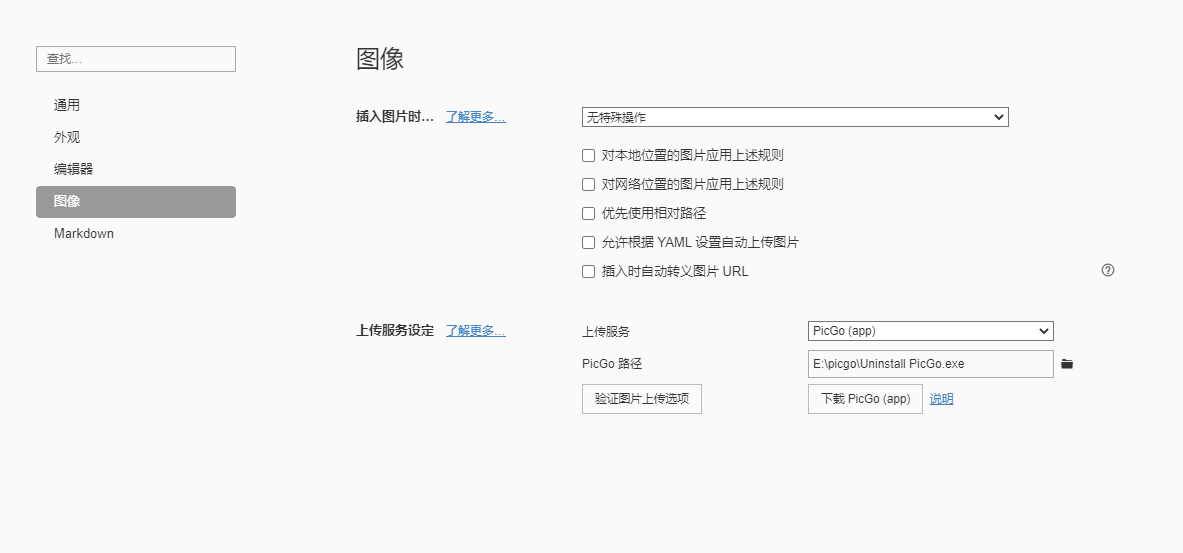 查找...
通用
外观
编辑器
图像
Markdown
图像
插入图片时... 了解更多...
无特殊操作
对本地位置的图片应用上述规则
对网络位置的图片应用上述规则
优先使用相对路径
允许根据 YAML 设置自动上传图片
插入时自动转义图片 URL
上传服务设定 了解更多...
上传服务 PicGo (app)
PicGo 路径 E:\picgo\Uninstall PicGo.exe
验证图片上传选项 下载 PicGo (app) 说明